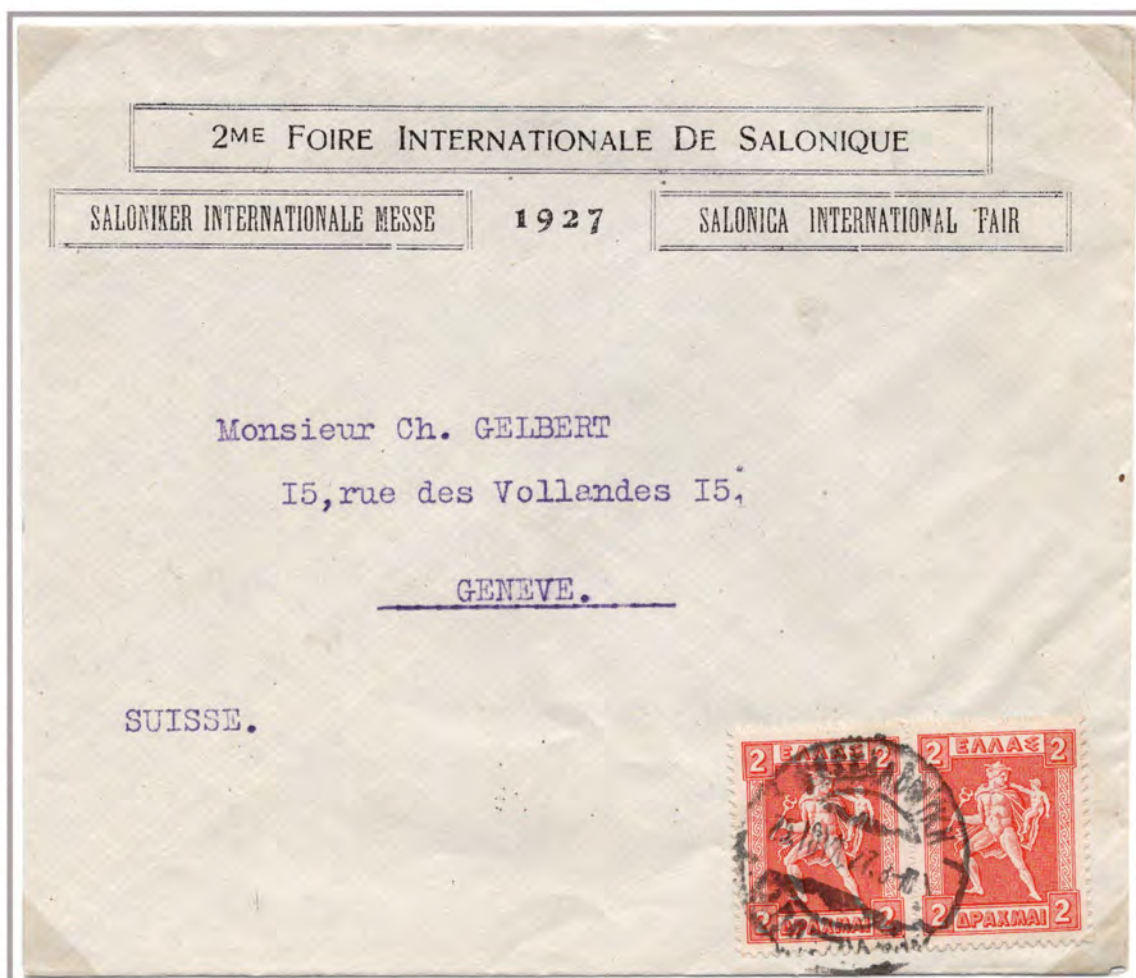 2ME FOIRE INTERNATIONALE DE SALONIQUE
SALONIKER INTERNATIONALE MESSE
1927
SALONICA INTERNATIONAL FAIR
Monsieur Ch. GELBERT
I5,rue des Vollandes I5,
GENEVE.
SUISSE.
2 ΕΛΛΑΣ 2
2 ΔΡΑΧΜΑΙ 2
2 ΕΛΛΑΣ 2
2 ΔΡΑΧΜΑΙ 2